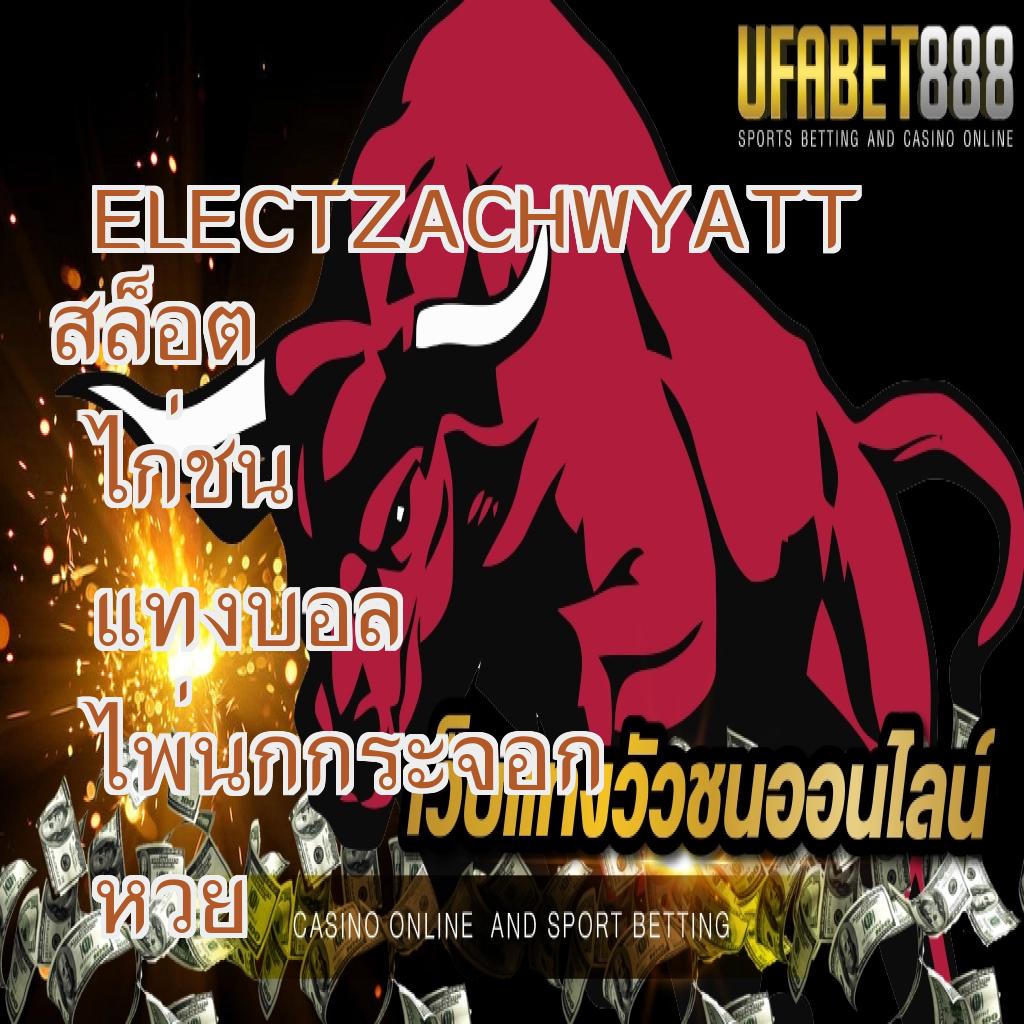 UFABET888
SPORTS BETTING AND CASINO ONLINE
ELECTZACHWYATT
สล็อต
ไก่ชน
แทงบอล
ไพ่นกกระจอก
เว็บแทงวัวชนออนไลน์
หวย
CASINO ONLINE AND SPORT BETTING